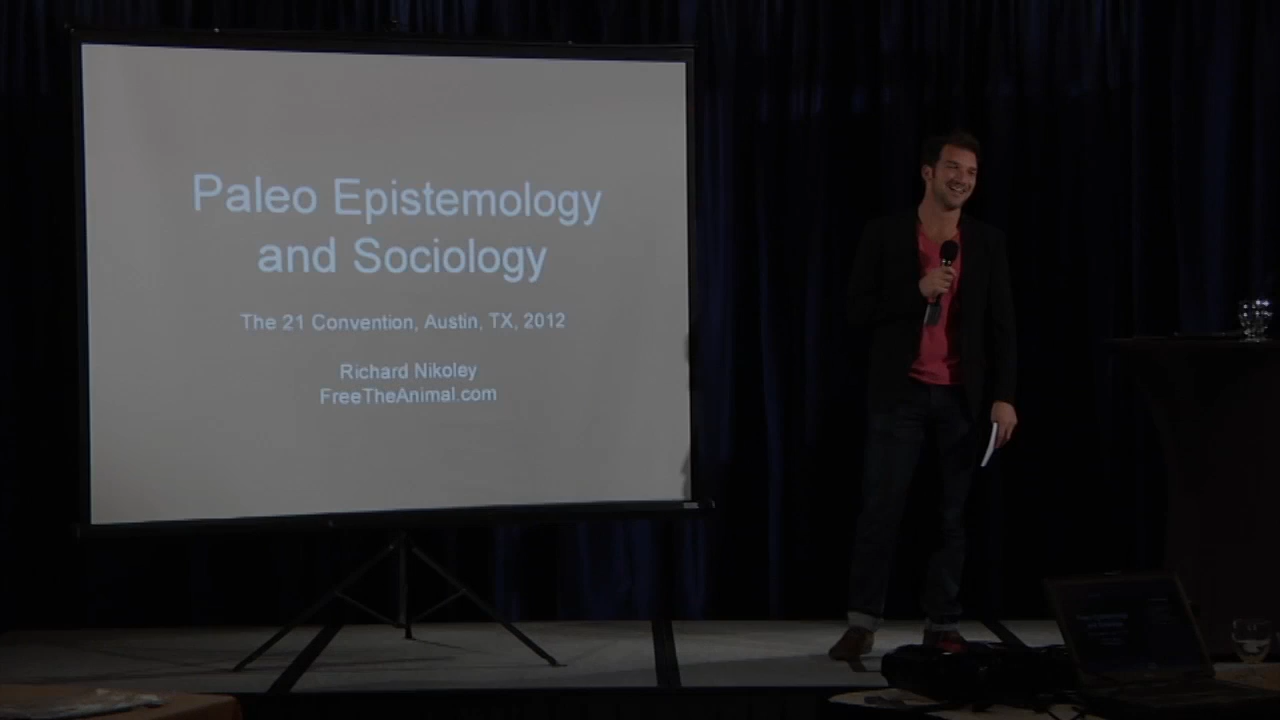 Paleo Epistemology
and Sociology
The 21 Convention, Austin, TX, 2012
Richard Nikoley
FreeTheAnimal.com